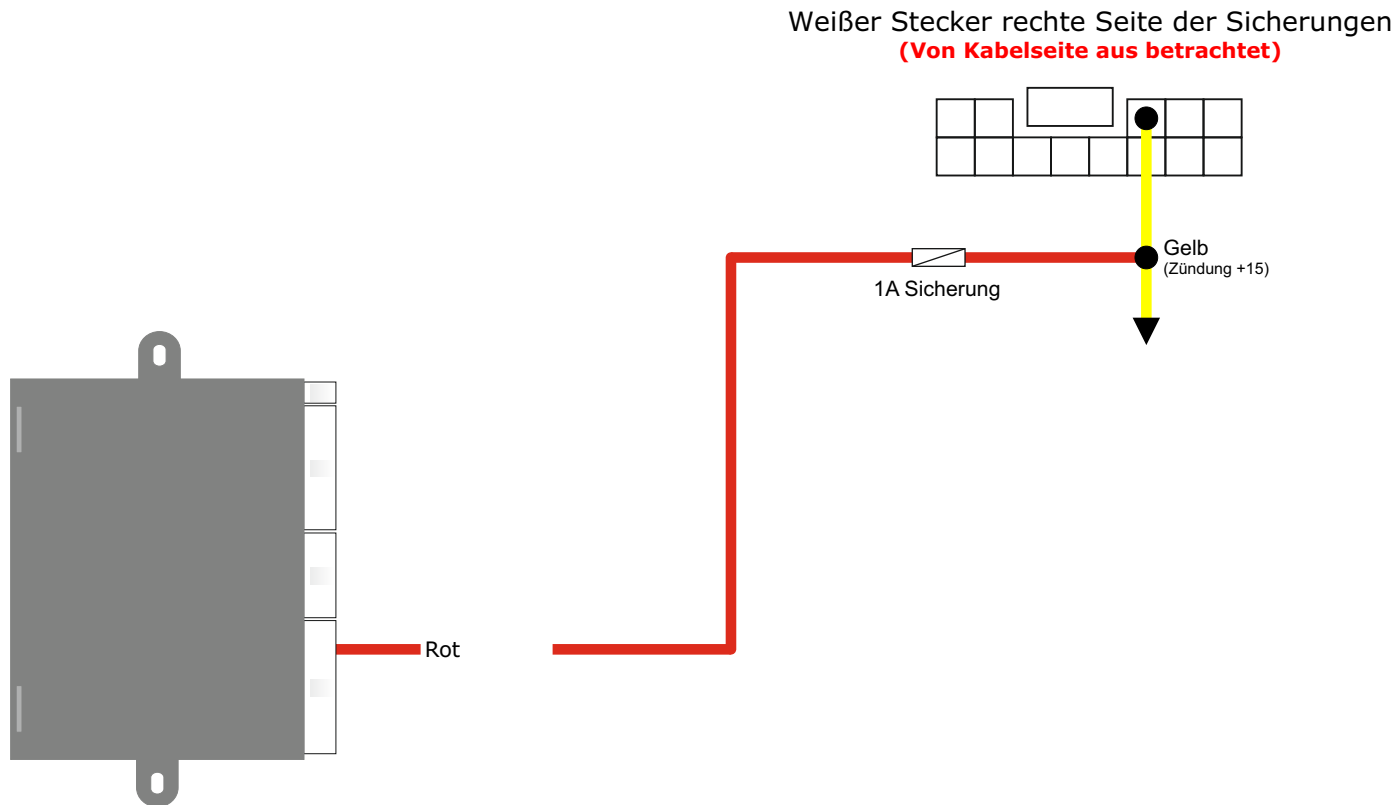 Weißer Stecker rechte Seite der Sicherungen
(Von Kabelseite aus betrachtet)
Gelb
(Zündung +15)
1A Sicherung
Rot